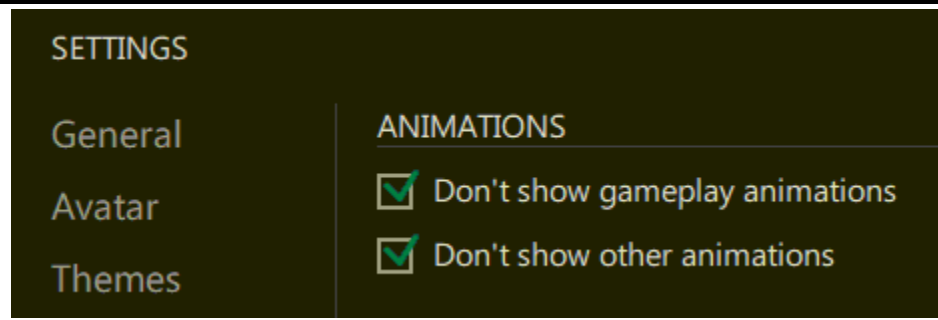 SETTINGS
General
Avatar
Themes
ANIMATIONS
Don't show gameplay animations
Don't show other animations